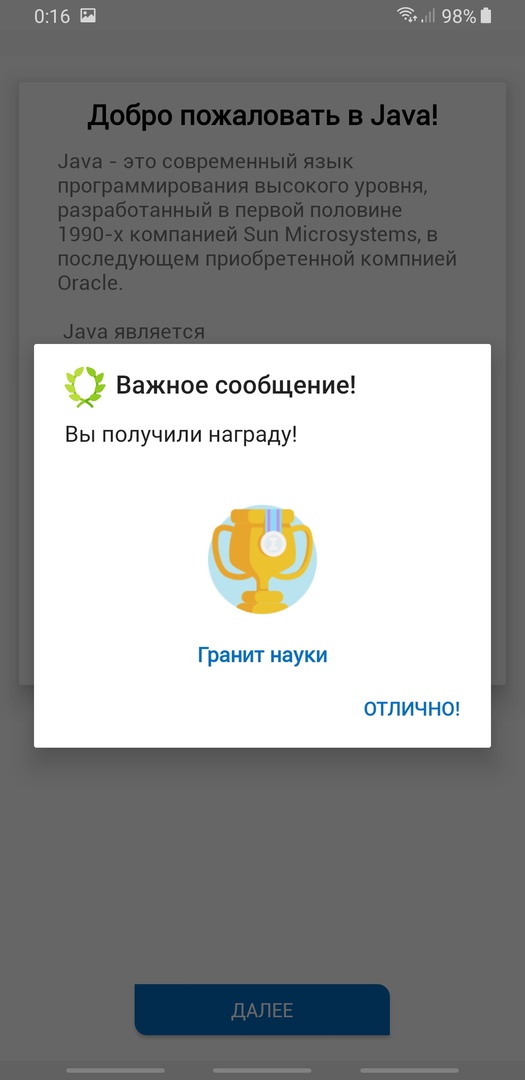 0:16 98%
Добро пожаловать в Java!
Java - это современный язык
программирования высокого уровня,
разработанный в первой половине
1990-х компанией Sun Microsystems, в
последующем приобретенной компнией
Oracle.
Java является
Важное сообщение!
Вы получили награду!
Гранит науки
ОТЛИЧНО!
ДАЛЕЕ